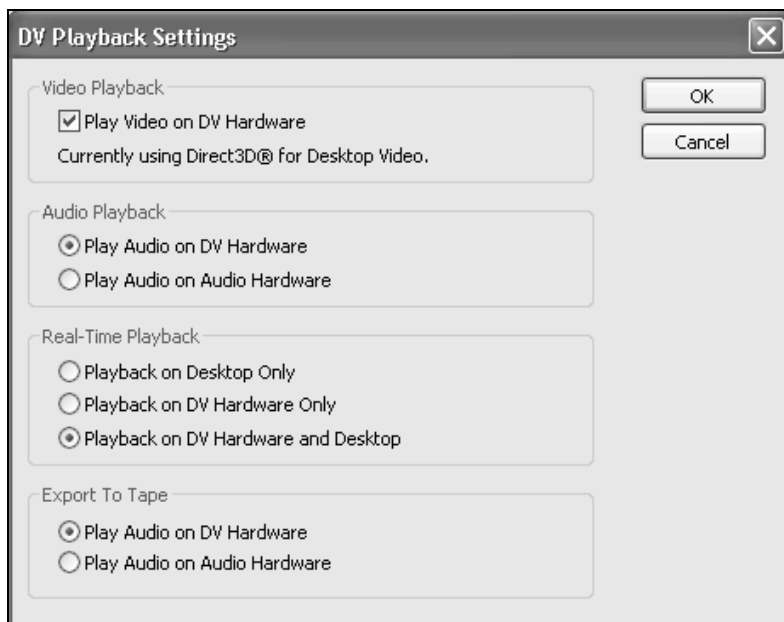 DV Playback Settings
Video Playback
Play Video on DV Hardware
Currently using Direct3D® for Desktop Video.
OK
Cancel
Audio Playback
Play Audio on DV Hardware
Play Audio on Audio Hardware
Real-Time Playback
Playback on Desktop Only
Playback on DV Hardware Only
Playback on DV Hardware and Desktop
Export To Tape
Play Audio on DV Hardware
Play Audio on Audio Hardware